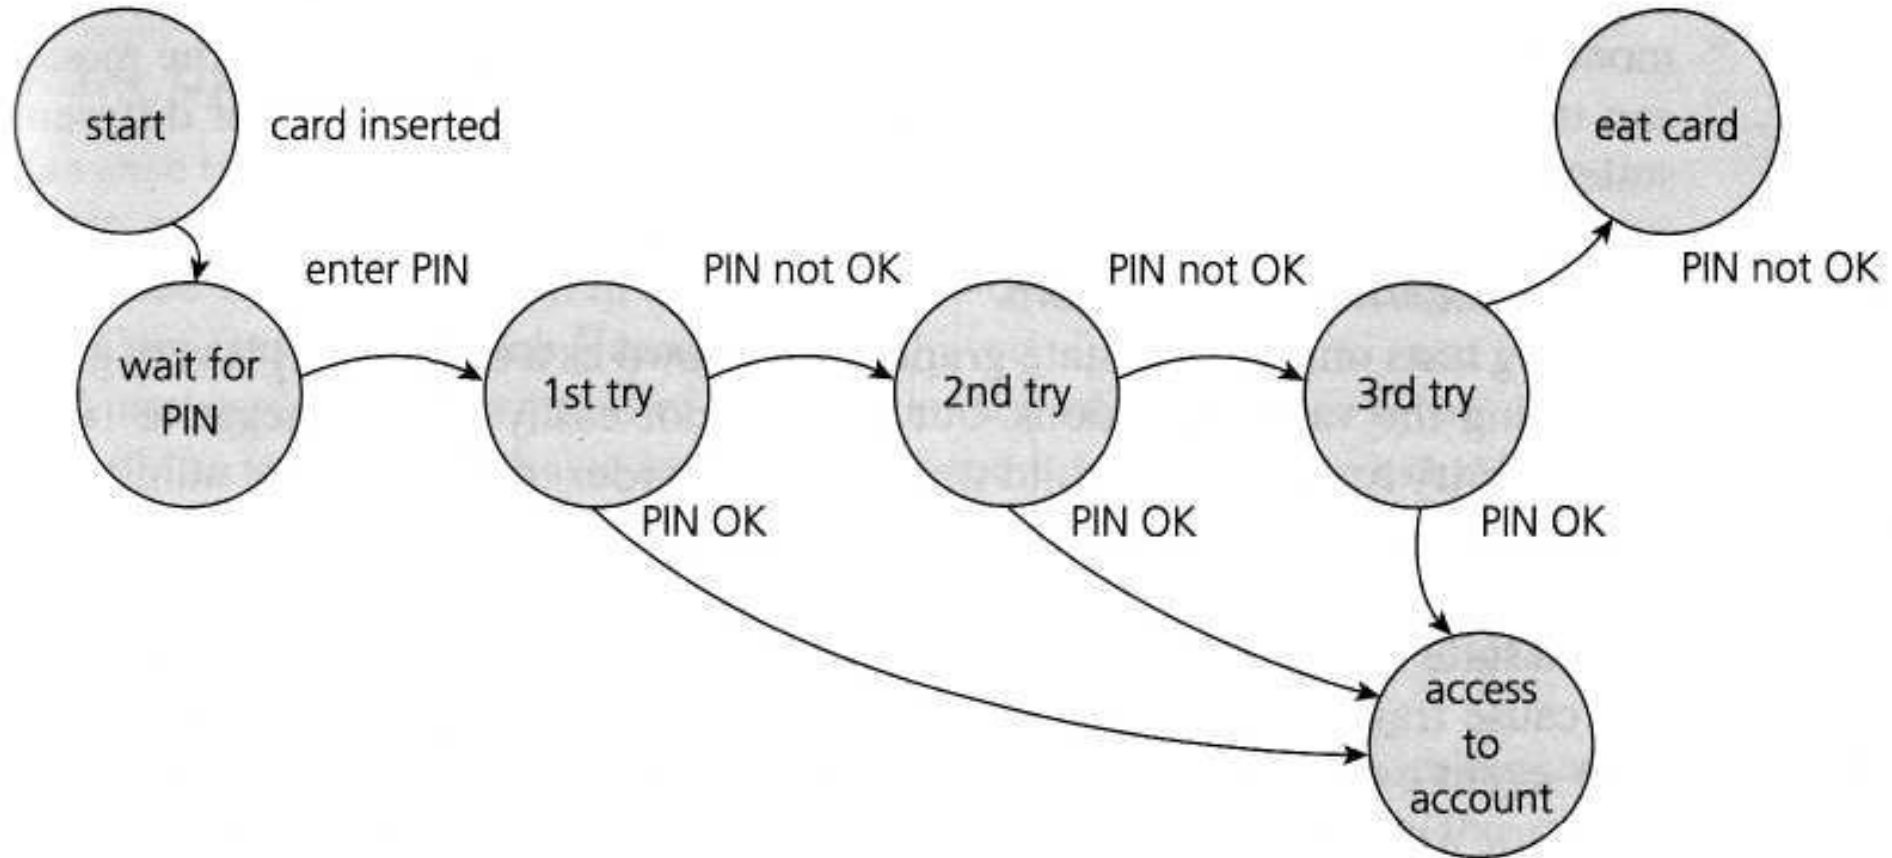 start
card inserted
eat card
enter PIN
PIN not OK
PIN not OK
PIN not OK
wait for
PIN
1st try
2nd try
3rd try
PIN OK
PIN OK
PIN OK
access
to
account